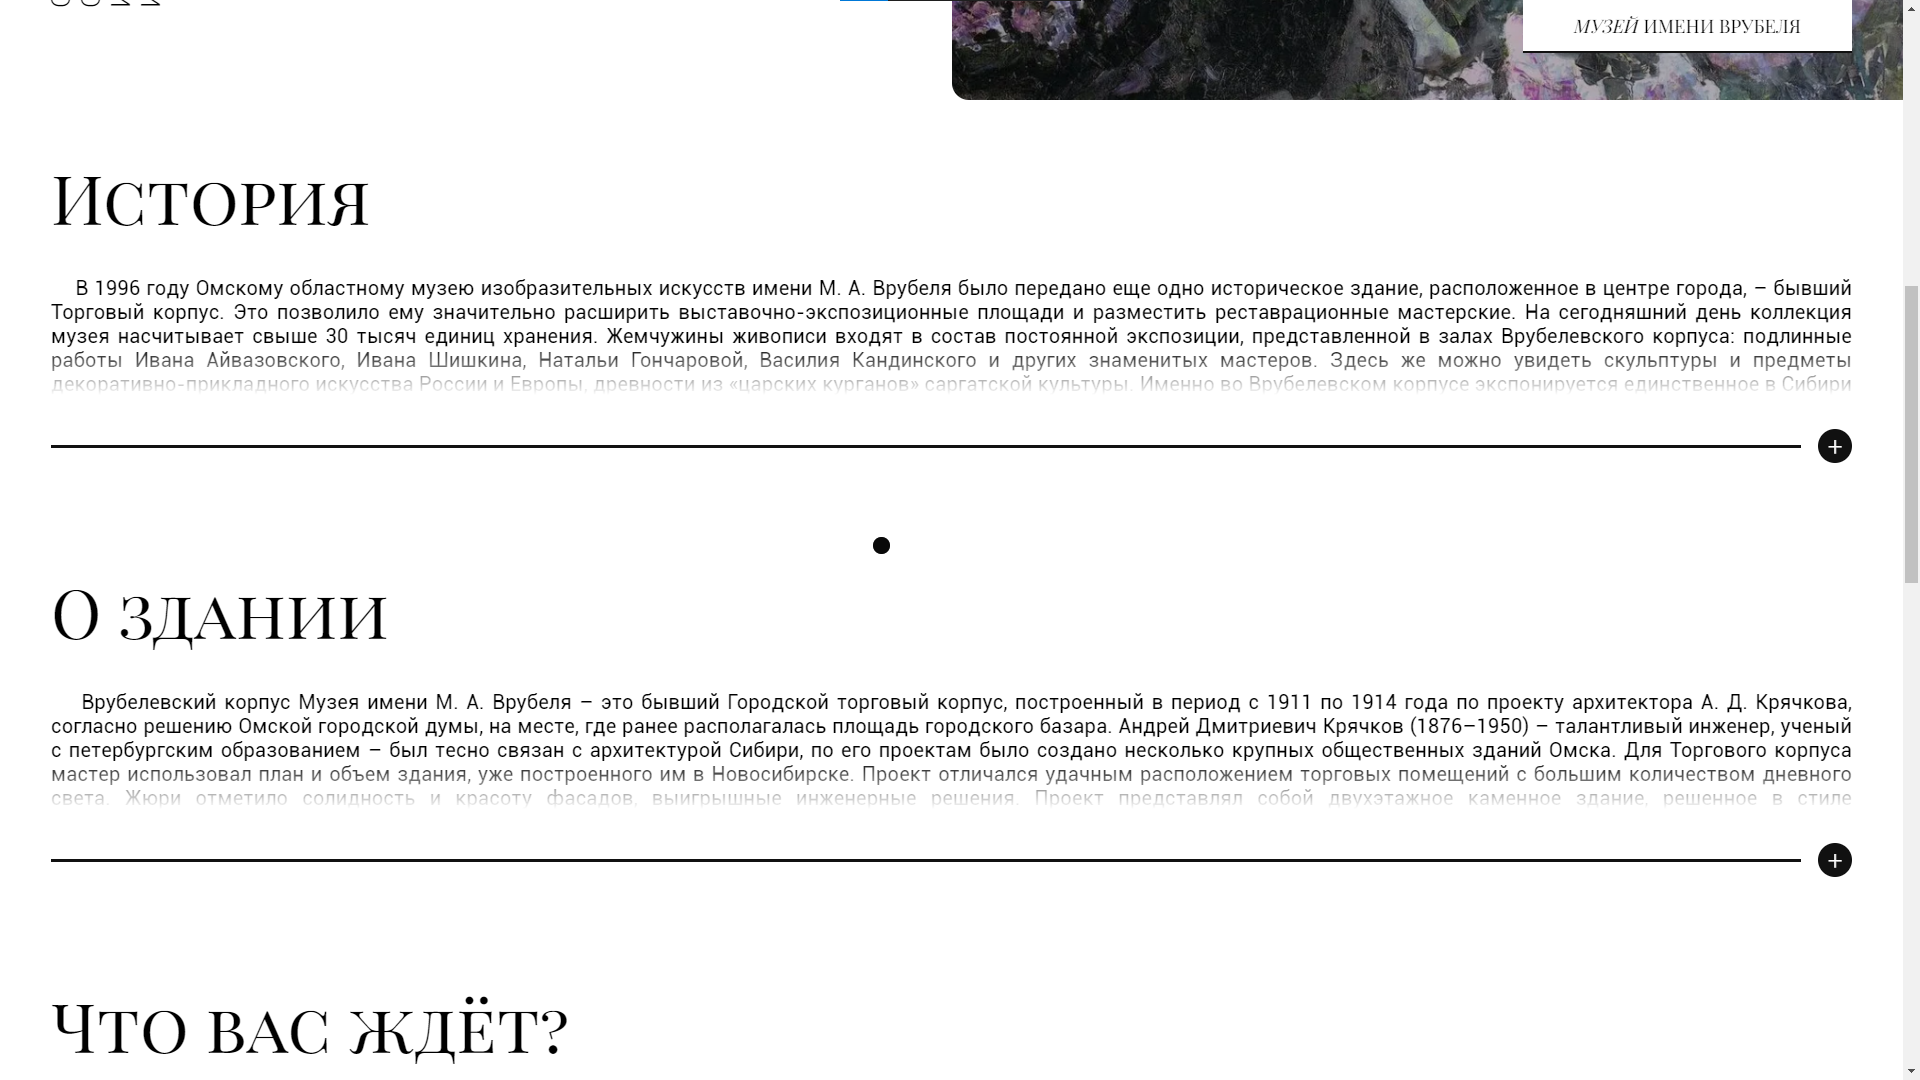 МУЗЕЙ ИМЕНИ ВРУБЕЛЯ
История
В 1996 году Омскому областному музею изобразительных искусств имени М. А. Врубеля было передано еще одно историческое здание, расположенное в центре города, – бывший
Торговый корпус. Это позволило ему значительно расширить выставочно-экспозиционные площади и разместить реставрационные мастерские. На сегодняшний день коллекция
музея насчитывает свыше 30 тысяч единиц хранения. Жемчужины живописи входят в состав постоянной экспозиции, представленной в залах Врубелевского корпуса: подлинные
работы Ивана Айвазовского, Ивана Шишкина, Натальи Гончаровой, Василия Кандинского и других знаменитых мастеров. Здесь же можно увидеть скульптуры и предметы
декоративно-прикладного искусства России и Европы, древности из «царских курганов» саргатской культуры. Именно во Врубелевском корпусе экспонируется единственное в Сибири
О здании
Врубелевский корпус Музея имени М. А. Врубеля – это бывший Городской торговый корпус, построенный в период с 1911 по 1914 года по проекту архитектора А. Д. Крячкова,
согласно решению Омской городской думы, на месте, где ранее располагалась площадь городского базара. Андрей Дмитриевич Крячков (1876–1950) – талантливый инженер, ученый
с петербургским образованием – был тесно связан с архитектурой Сибири, по его проектам было создано несколько крупных общественных зданий Омска. Для Торгового корпуса
мастер использовал план и объем здания, уже построенного им в Новосибирске. Проект отличался удачным расположением торговых помещений с большим количеством дневного
света. Жюри отметило солидность и красоту фасадов, выигрышные инженерные решения. Проект представлял собой двухэтажное каменное здание, решенное в стиле
Что вас ждёт?